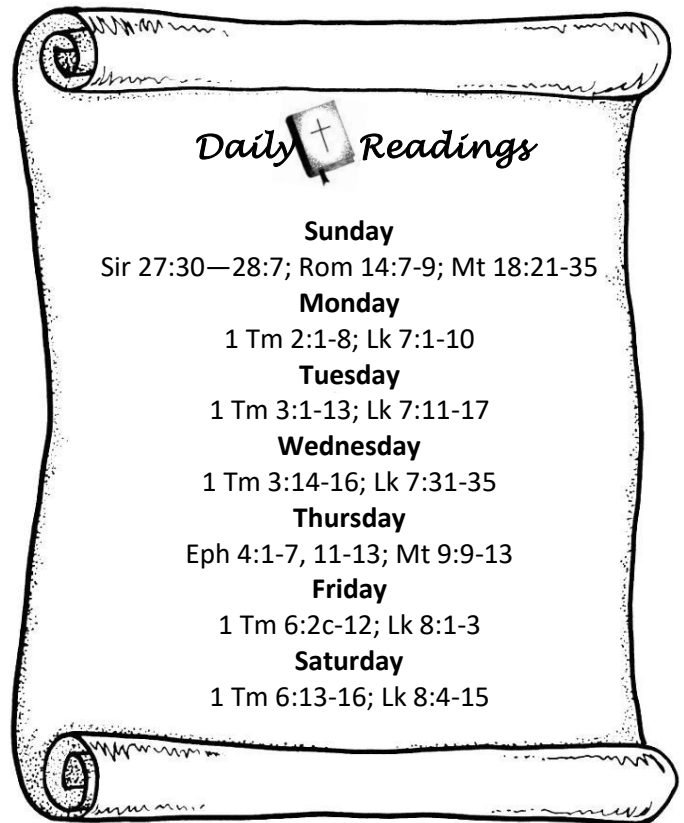 Daily Readings
Sunday
Sir 27:30—28:7; Rom 14:7-9; Mt 18:21-35
Monday
1 Tm 2:1-8; Lk 7:1-10
Tuesday
1 Tm 3:1-13; Lk 7:11-17
Wednesday
1 Tm 3:14-16; Lk 7:31-35
Thursday
Eph 4:1-7, 11-13; Mt 9:9-13
Friday
1 Tm 6:2c-12; Lk 8:1-3
Saturday
1 Tm 6:13-16; Lk 8:4-15